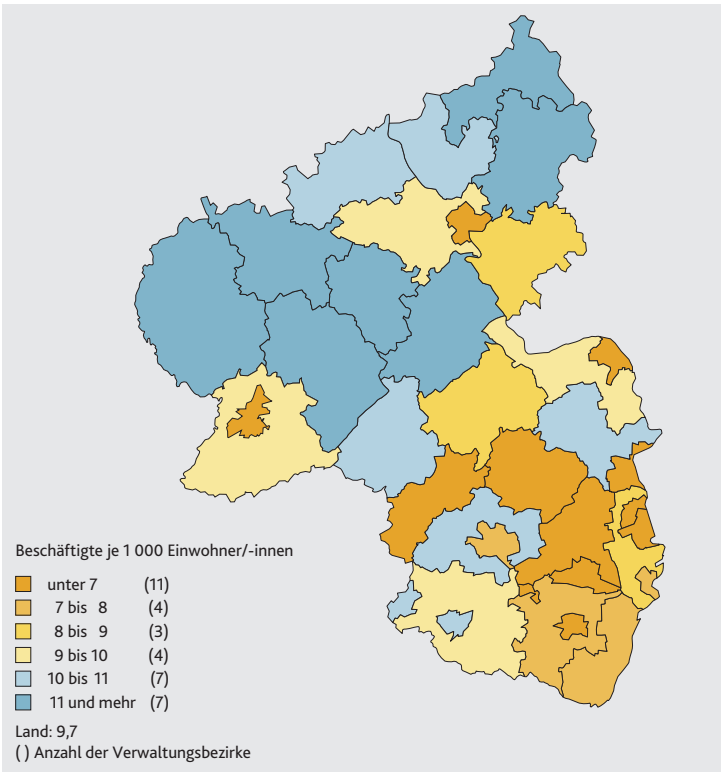 Beschäftigte je 1 000 Einwohner/-innen
unter 7 (11)
7 bis 8 (4)
8 bis 9 (3)
9 bis 10 (4)
10 bis 11 (7)
11 und mehr (7)
Land: 9,7
( ) Anzahl der Verwaltungsbezirke